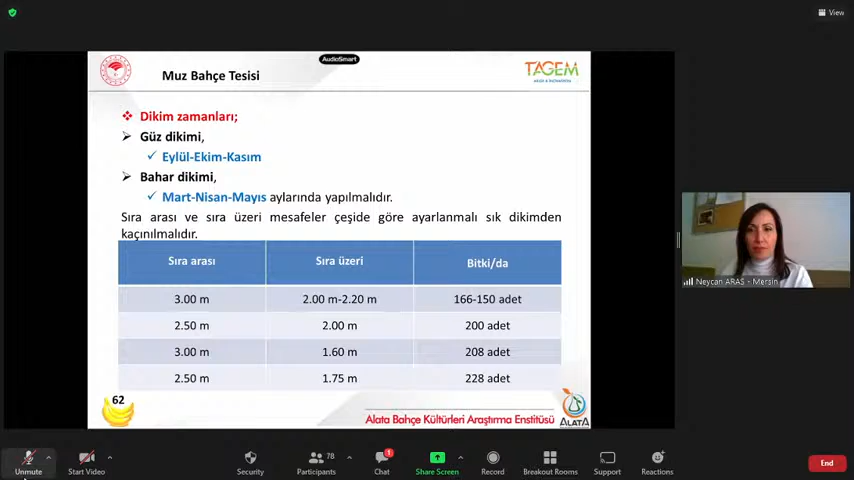 View
AudioSmart
Muz Bahçe Tesisi
TAGEM
Dikim zamanları;
Güz dikimi,
Eylül-Ekim-Kasım
Bahar dikimi,
Mart-Nisan-Mayıs aylarında yapılmalıdır.
Sıra arası ve sıra üzeri mesafeler çeşide göre ayarlanmalı sık dikimden
kaçınılmalıdır.
Sıra arası Sıra üzeri Bitki/da
3.00 m 2.00 m-2.20 m 166-150 adet
2.50 m 2.00 m 200 adet
3.00 m 1.60 m 208 adet
2.50 m 1.75 m 228 adet
62
Alata Bahçe Kültürleri Araştırma Enstitüsü
ALATA
Neycan ARAS - Mersin
Unmute
Start Video
Security
78
Participants
1
Chat
Share Screen
Record
Breakout Rooms
Support
Reactions
End